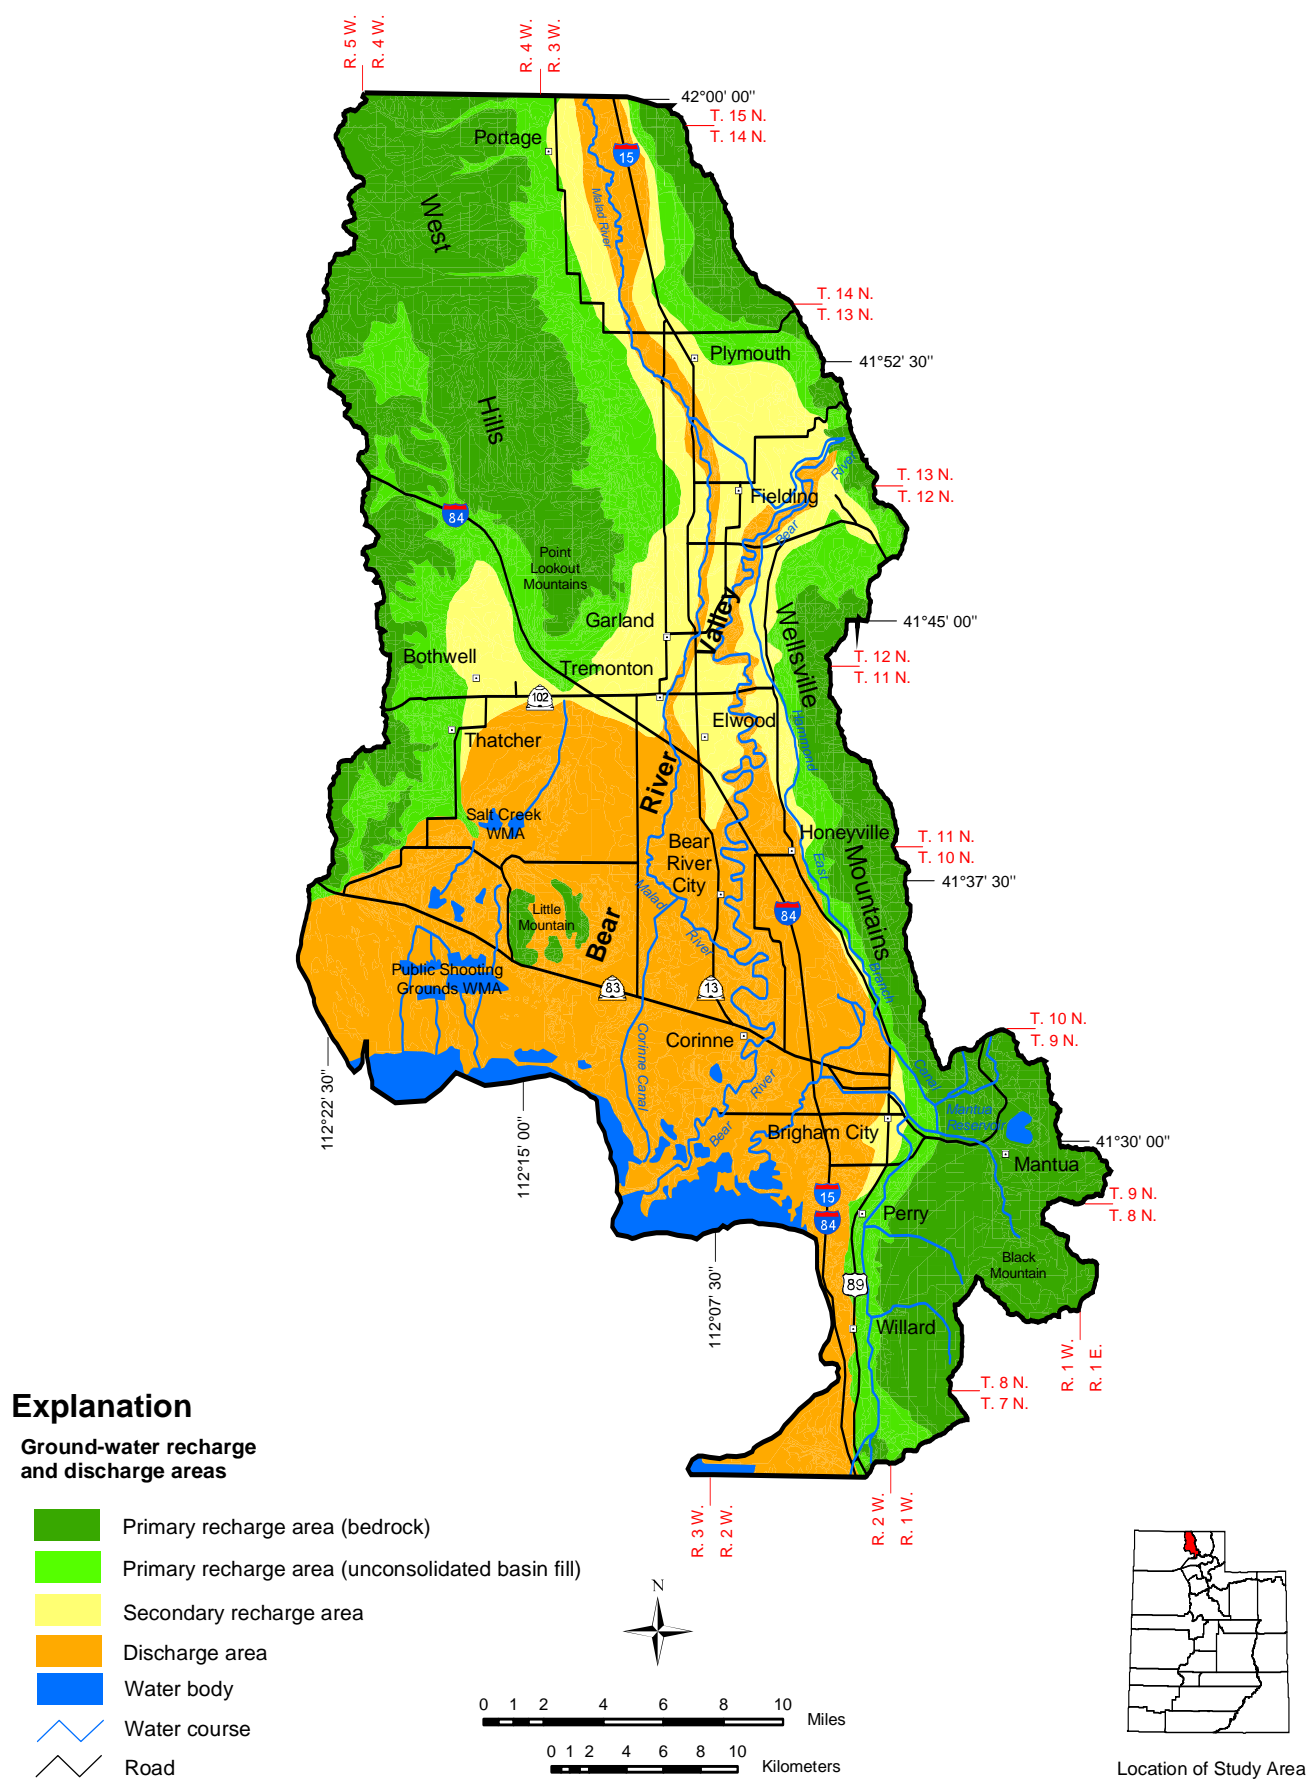 R. 5 W.
R. 4 W.
R. 4 W.
R. 3 W.
42°00' 00"
T. 15 N.
T. 14 N.
Portage
15
Malad River
West
T. 14 N.
T. 13 N.
Plymouth
41°52' 30"
Hills
River
T. 13 N.
T. 12 N.
Fielding
84
Bear
Point
Lookout
Mountains
Valley
Wellsville
Garland
41°45' 00"
Bothwell
Tremonton
T. 12 N.
T. 11 N.
102
Elwood
Hammond
Thatcher
River
Salt Creek
WMA
Honeyville
T. 11 N.
T. 10 N.
Bear
River
City
East
Mountains
41°37' 30"
Malad
84
Little
Mountain
Bear
River
Public Shooting
Grounds WMA
Branch
83
13
T. 10 N.
T. 9 N.
Corinne
Corinne Canal
Canal
112°22' 30"
River
Mantua
Reservoir
112°15' 00"
Bear
Brigham City
41°30' 00"
Mantua
15
84
T. 9 N.
T. 8 N.
Perry
Black
Mountain
89
112°07' 30"
Willard
R. 1 W.
R. 1 E.
T. 8 N.
T. 7 N.
Explanation
Ground-water recharge
and discharge areas
R. 3 W.
R. 2 W.
R. 2 W.
R. 1 W.
Primary recharge area (bedrock)
Primary recharge area (unconsolidated basin fill)
Secondary recharge area
Discharge area
Water body
Water course
Road
N
0 1 2 4 6 8 10
Miles
0 1 2 4 6 8 10
Kilometers
Location of Study Area